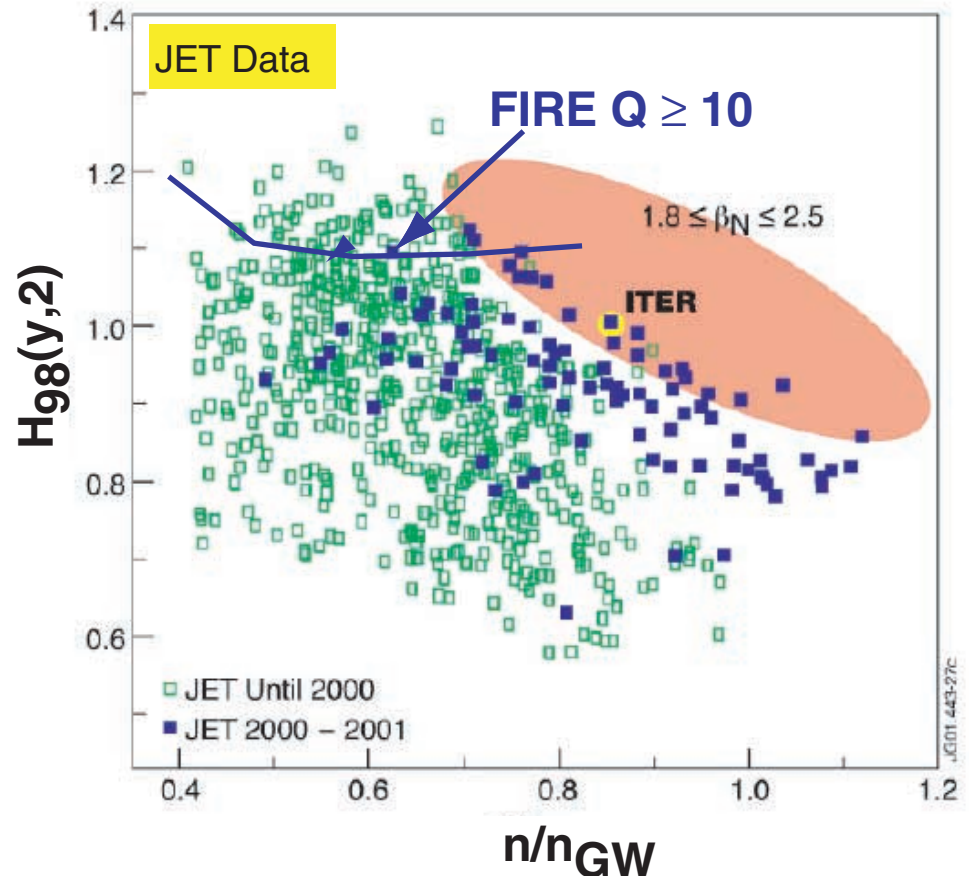 1.4
JET Data
FIRE Q ≥ 10
1.2
1.8 ≤ βN ≤ 2.5
H98(y,2)
1.0
ITER
0.8
0.6
JET Until 2000
JET 2000 – 2001
JG01.443-27c
0.4 0.6 0.8 1.0 1.2
n/nGW